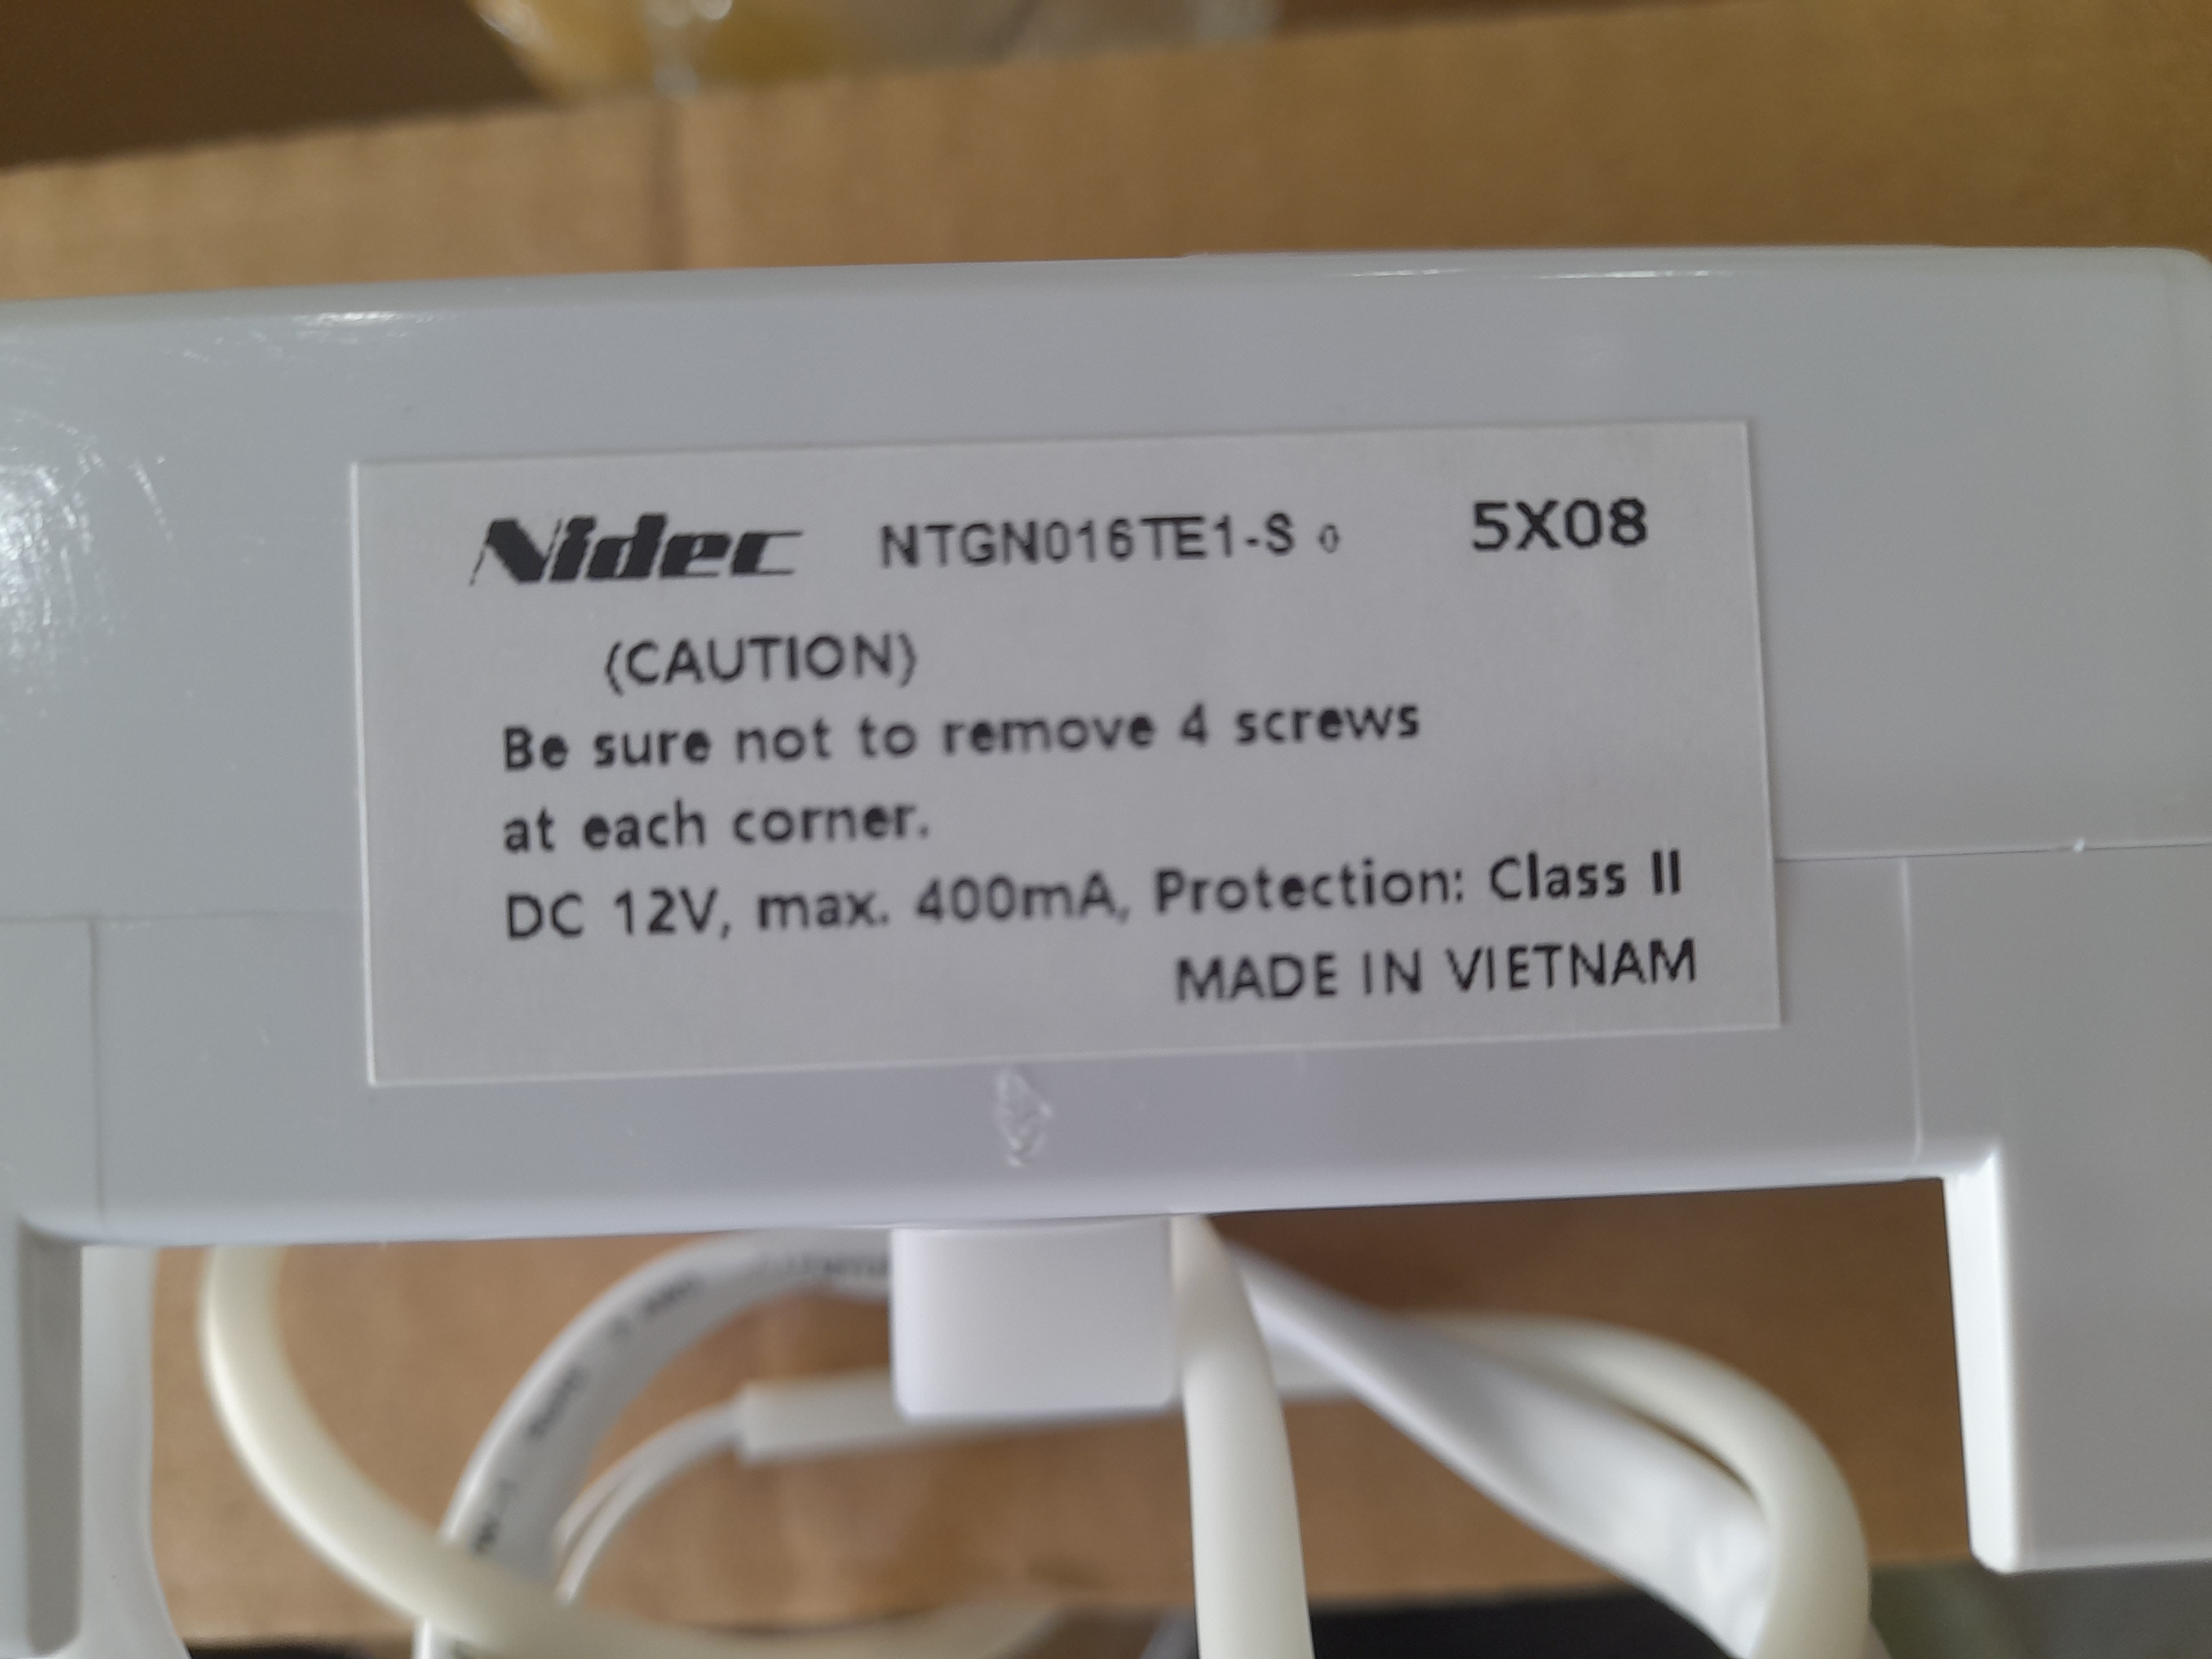 Nidec NTGN016TE1-S 0 5X08
(CAUTION)
Be sure not to remove 4 screws
at each corner.
DC 12V, max. 400mA, Protection: Class II
MADE IN VIETNAM